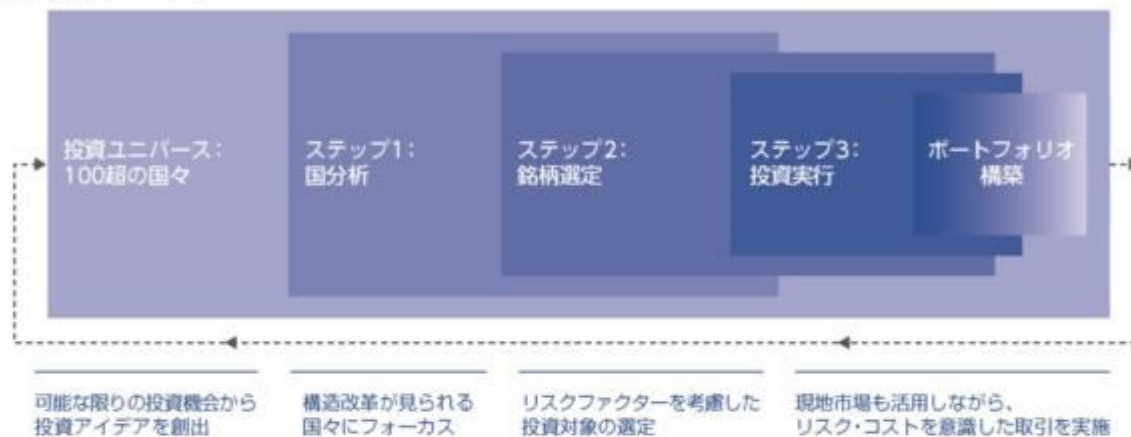 投資ユニバース：
100超の国々
ステップ1：
国分析
ステップ2：
銘柄選定
ステップ3：
投資実行
ポートフォリオ
構築
可能な限りの投資機会から
投資アイデアを創出
構造改革が見られる
国々にフォーカス
リスクファクターを考慮した
投資対象の選定
現地市場も活用しながら、
リスク・コストを意識した取引を実施